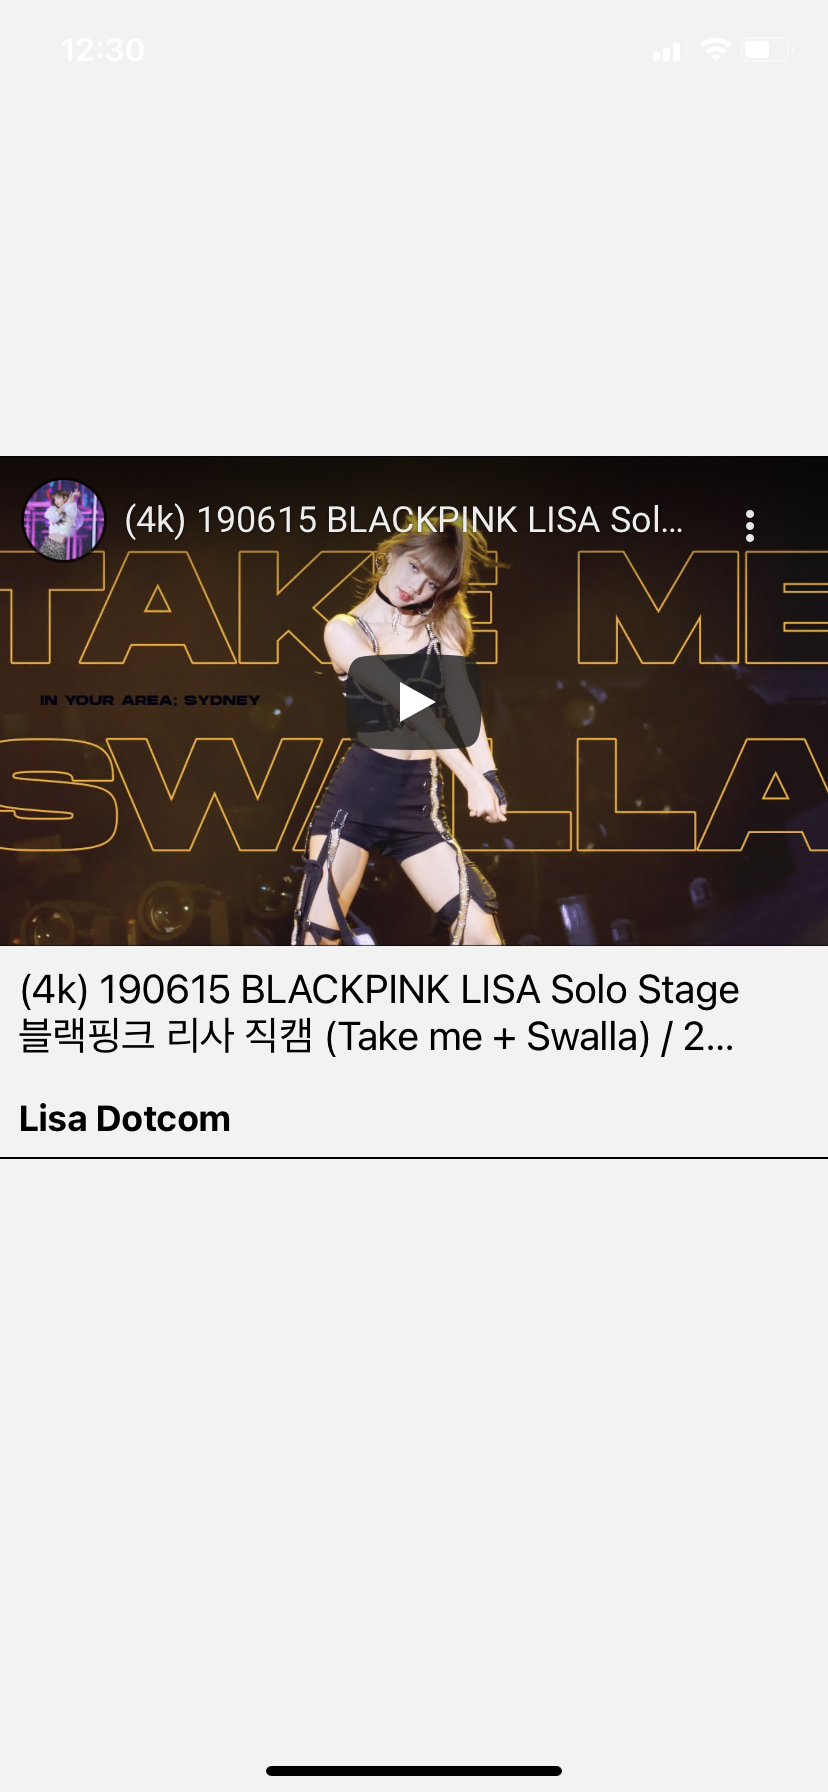 12:30
(4k) 190615 BLACKPINK LISA Sol...
TAKE ME
IN YOUR AREA; SYDNEY
SWALLA
(4k) 190615 BLACKPINK LISA Solo Stage
블랙핑크 리사 직캠 (Take me + Swalla) / 2...
Lisa Dotcom